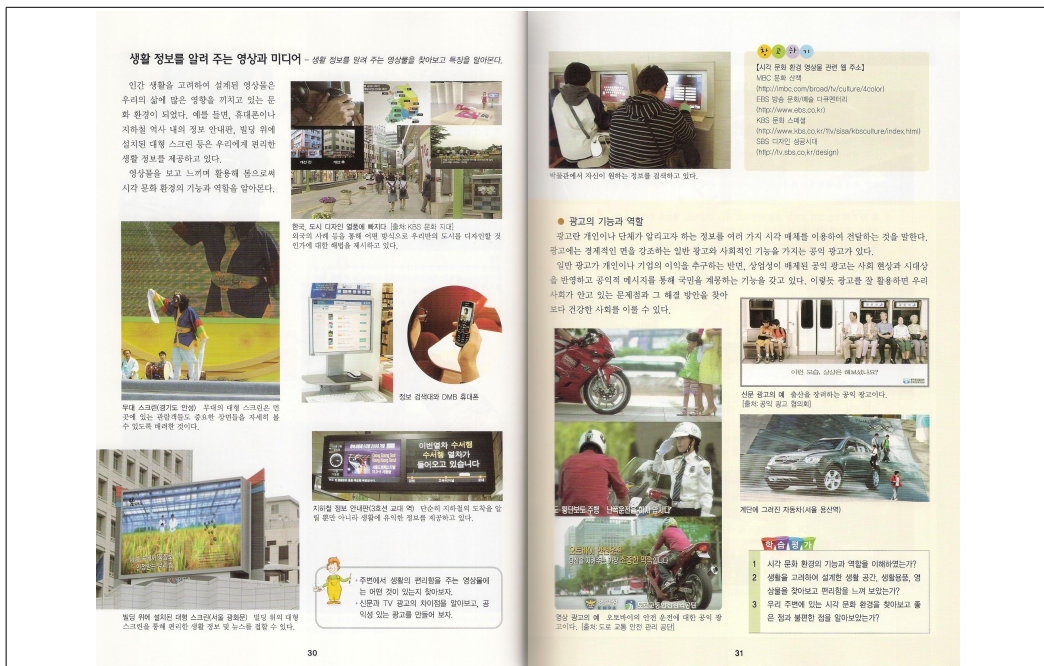 생활 정보를 알려 주는 영상과 미디어 – 생활 정보를 알려 주는 영상물을 찾아보고 특징을 알아본다.
인간 생활을 고려하여 설계된 영상물은
우리의 삶에 많은 영향을 끼치고 있는 문
화 환경이 되었다. 예를 들면, 휴대폰이나
지하철 역사 내의 정보 안내판, 빌딩 위에
설치된 대형 스크린 등은 우리에게 편리한
생활 정보를 제공하고 있다.
영상물을 보고 느끼며 활용해 봄으로써
시각 문화 환경의 기능과 역할을 알아본다.
한국, 도시 디자인 열풍에 빠지다 [출처:KBS 문화 지대]
외국의 사례 등을 통해 어떤 방식으로 우리만의 도시를 디자인할 것
인가에 대한 해법을 제시하고 있다.
무대 스크린(경기도 안성) 무대의 대형 스크린은 먼
곳에 있는 관람객들도 중요한 장면들을 자세히 볼
수 있도록 배려한 것이다.
정보 검색대와 DMB 휴대폰
이번열차 수서행
수서행 열차가
들어오고 있습니다
지하철 정보 안내판(3호선 교대 역) 단순히 지하철의 도착을 알
릴 뿐만 아니라 생활에 유익한 정보를 제공하고 있다.
빌딩 위에 설치된 대형 스크린(서울 광화문) 빌딩 위의 대형
스크린을 통해 편리한 생활 정보 및 뉴스를 접할 수 있다.
· 주변에서 생활의 편리함을 주는 영상물에
는 어떤 것이 있는지 찾아보자.
· 신문과 TV 광고의 차이점을 알아보고, 공
익성 있는 광고를 만들어 보자.
30
박물관에서 자신이 원하는 정보를 검색하고 있다.
참고하기
[시각 문화 환경 영상물 관련 웹 주소]
MBC 문화 산책
(http://imbc.com/broad/tv/culture/4color)
EBS 방송 문화/예술 다큐멘터리
(http://www.ebs.co.kr)
KBS 문화 스페셜
(http://www.kbs.co.kr/1tv/sisa/kbsculture/index.html)
SBS 디자인 성공시대
(http://tv.sbs.co.kr/design)
● 광고의 기능과 역할
광고란 개인이나 단체가 알리고자 하는 정보를 여러 가지 시각 매체를 이용하여 전달하는 것을 말한다.
광고에는 경제적인 면을 강조하는 일반 광고와 사회적인 기능을 가지는 공익 광고가 있다.
일반 광고가 개인이나 기업의 이익을 추구하는 반면, 상업성이 배제된 공익 광고는 사회 현상과 시대상
을 반영하고 공익적 메시지를 통해 국민을 계몽하는 기능을 갖고 있다. 이렇듯 광고를 잘 활용하면 우리
사회가 안고 있는 문제점과 그 해결 방안을 찾아
보다 건강한 사회를 이룰 수 있다.
이런 모습, 상상은 해보셨나요?
신문 광고의 예 출산을 장려하는 공익 광고이다.
[출처:공익 광고 협의회]
계단에 그려진 자동차(서울 용산역)
영상 광고의 예 오토바이의 안전 운전에 대한 공익 광
고이다. [출처:도로 교통 안전 관리 공단]
학습평가
1 시각 문화 환경의 기능과 역할을 이해하였는가?
2 생활을 고려하여 설계한 생활 공간, 생활용품, 영
상물을 찾아보고 편리함을 느껴 보았는가?
3 우리 주변에 있는 시각 문화 환경을 찾아보고 좋
은 점과 불편한 점을 알아보았는가?
31